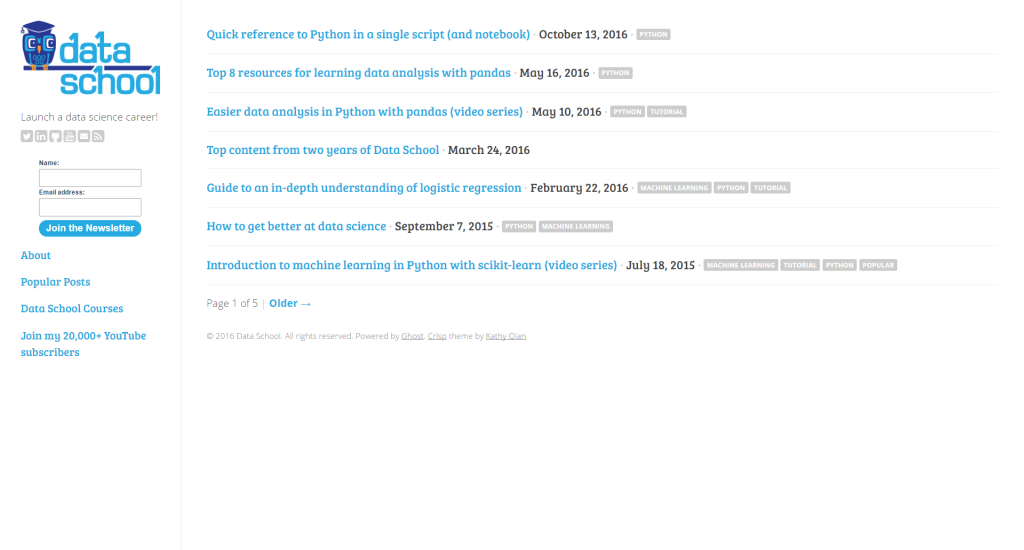 data
school
Launch a data science career!
Name:
Email address:
Join the Newsletter
About
Popular Posts
Data School Courses
Join my 20,000+ YouTube
subscribers
Quick reference to Python in a single script (and notebook) · October 13, 2016 · PYTHON
Top 8 resources for learning data analysis with pandas · May 16, 2016 · PYTHON
Easier data analysis in Python with pandas (video series) · May 10, 2016 · PYTHON TUTORIAL
Top content from two years of Data School · March 24, 2016
Guide to an in-depth understanding of logistic regression · February 22, 2016 · MACHINE LEARNING PYTHON TUTORIAL
How to get better at data science · September 7, 2015 · PYTHON MACHINE LEARNING
Introduction to machine learning in Python with scikit-learn (video series) · July 18, 2015 · MACHINE LEARNING TUTORIAL PYTHON POPULAR
Page 1 of 5 | Older →
© 2016 Data School. All rights reserved. Powered by Ghost. Crisp theme by Kathy Qian.